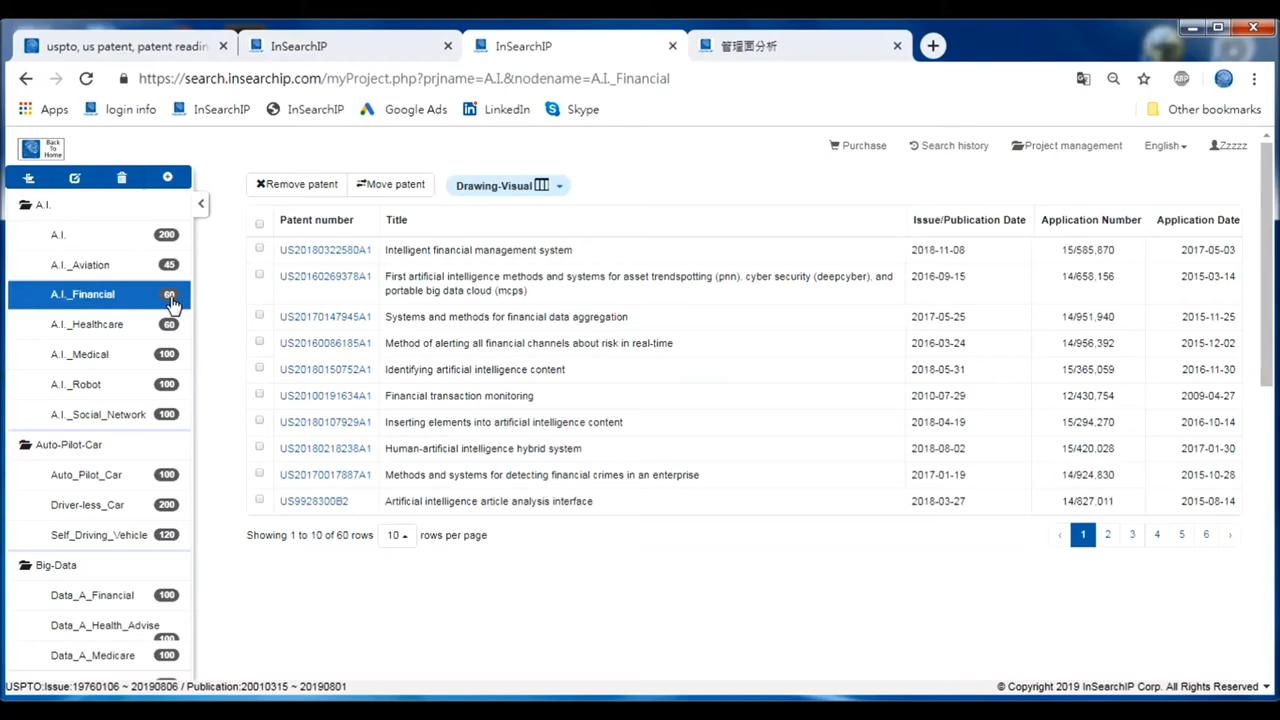 uspto, us patent, patent readin
InSearchIP
InSearchIP
管理面分析
https://search.insearchip.com/myProject.php?prjname=A.I.&nodename=A.I._Financial
ABP
Apps
login info
InSearchIP
InSearchIP
Google Ads
LinkedIn
Skype
Other bookmarks
Back To Home
Purchase
Search history
Project management
English
Zzzzz
Remove patent
Move patent
Drawing-Visual
A.I.
A.I. 200
A.I._Aviation 45
A.I._Financial 60
A.I._Healthcare 60
A.I._Medical 100
A.I._Robot 100
A.I._Social_Network 100
Auto-Pilot-Car
Auto_Pilot_Car 100
Driver-less_Car 200
Self_Driving_Vehicle 120
Big-Data
Data_A_Financial 100
Data_A_Health_Advise 100
Data_A_Medicare 100
Patent number Title Issue/Publication Date Application Number Application Date
US20180322580A1 Intelligent financial management system 2018-11-08 15/585,870 2017-05-03
US20160269378A1 First artificial intelligence methods and systems for asset trendspotting (pnn), cyber security (deepcyber), and 2016-09-15 14/658,156 2015-03-14
portable big data cloud (mcps)
US20170147945A1 Systems and methods for financial data aggregation 2017-05-25 14/951,940 2015-11-25
US20160086185A1 Method of alerting all financial channels about risk in real-time 2016-03-24 14/956,392 2015-12-02
US20180150752A1 Identifying artificial intelligence content 2018-05-31 15/365,059 2016-11-30
US20100191634A1 Financial transaction monitoring 2010-07-29 12/430,754 2009-04-27
US20180107929A1 Inserting elements into artificial intelligence content 2018-04-19 15/294,270 2016-10-14
US20180218238A1 Human-artificial intelligence hybrid system 2018-08-02 15/420,028 2017-01-30
US20170017887A1 Methods and systems for detecting financial crimes in an enterprise 2017-01-19 14/924,830 2015-10-28
US9928300B2 Artificial intelligence article analysis interface 2018-03-27 14/827,011 2015-08-14
Showing 1 to 10 of 60 rows 10 rows per page ‹ 1 2 3 4 5 6 ›
USPTO:Issue:19760106 ~ 20190806 / Publication:20010315 ~ 20190801
© Copyright 2019 InSearchIP Corp. All Rights Reserved